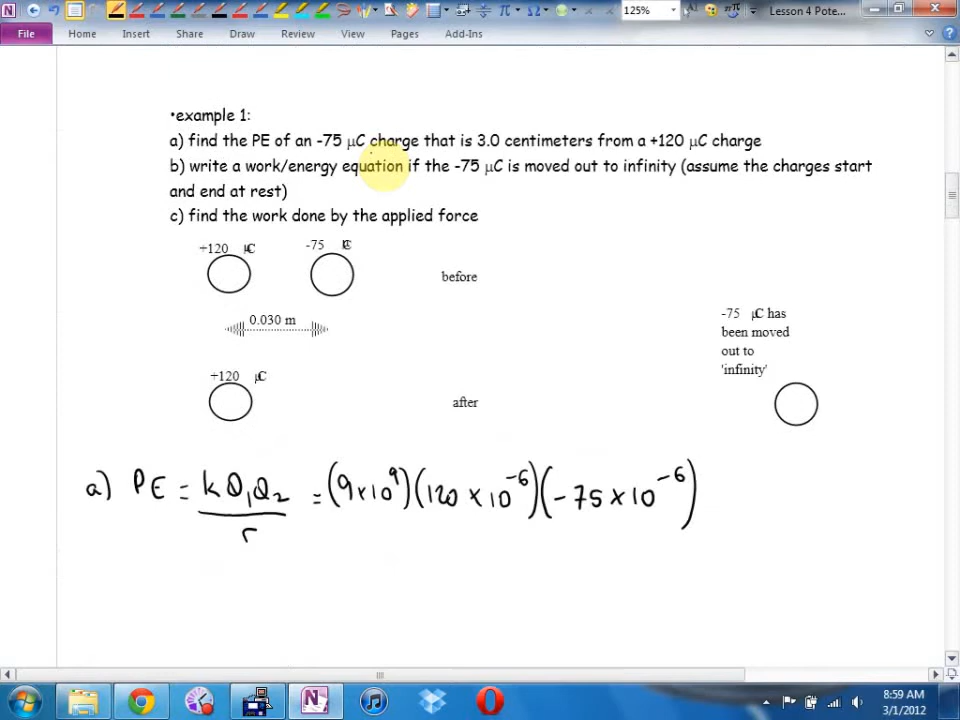 125%
Lesson 4 Pote...
File Home Insert Share Draw Review View Pages Add-Ins
•example 1:
a) find the PE of an -75 μC charge that is 3.0 centimeters from a +120 μC charge
b) write a work/energy equation if the -75 μC is moved out to infinity (assume the charges start
and end at rest)
c) find the work done by the applied force
+120 μC -75 μC
before
0.030 m
-75 μC has
been moved
out to
'infinity'
+120 μC
after
a) PE = kQ₁Q₂ = (9 x 10⁹)(120 x 10⁻⁶)(-75 x 10⁻⁶)
r
8:59 AM
3/1/2012